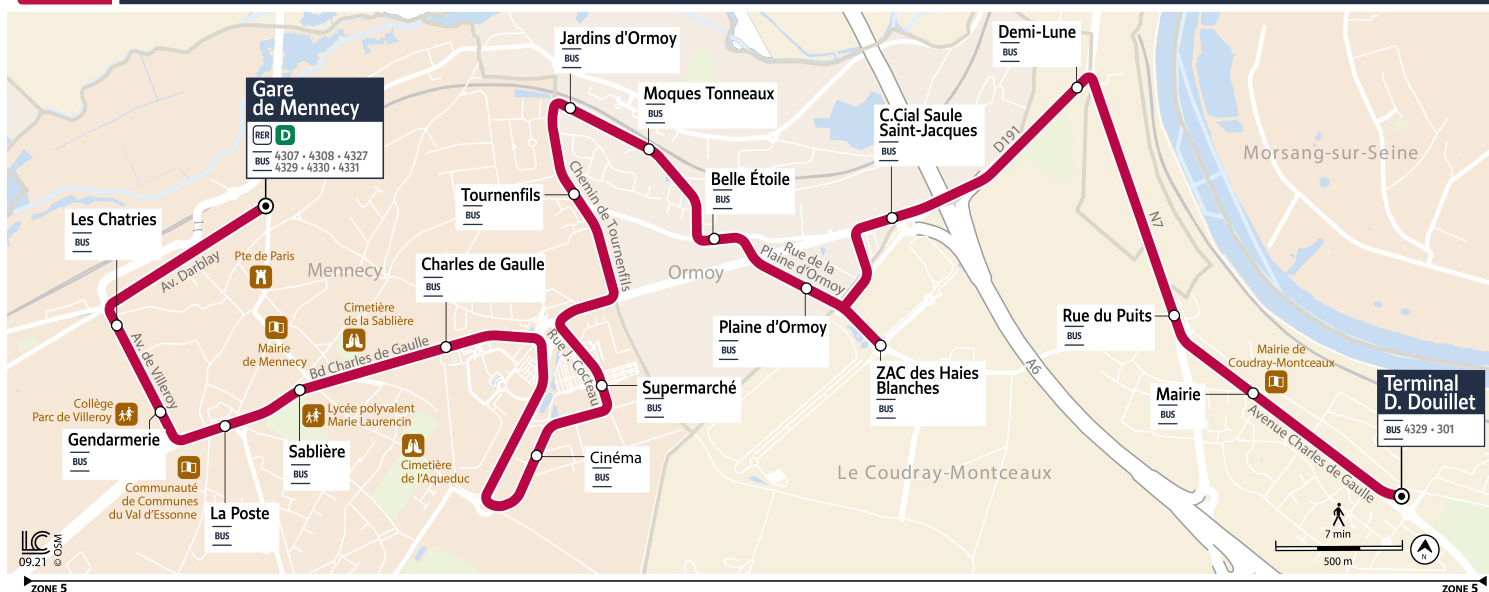 Gare
de Mennecy
RER D
BUS 4307 • 4308 • 4327
4329 • 4330 • 4331
Les Chatries
BUS
Av. Darblay
Pte de Paris
Mennecy
Av. de Villeroy
Mairie
de Mennecy
Cimetière
de la Sablière
Charles de Gaulle
BUS
Bd Charles de Gaulle
Collège
Parc de Villeroy
Gendarmerie
BUS
Communauté
de Communes
du Val d'Essonne
La Poste
BUS
Sablière
BUS
Lycée polyvalent
Marie Laurencin
Cimetière
de l'Aqueduc
Jardins d'Ormoy
BUS
Moques Tonneaux
BUS
Tournenfils
BUS
Chemin de Tournenfils
Belle Étoile
BUS
Ormoy
Rue de la
Plaine d'Ormoy
Plaine d'Ormoy
BUS
Rue J. Cocteau
Supermarché
BUS
Cinéma
BUS
C.Cial Saule
Saint-Jacques
BUS
ZAC des Haies
Blanches
BUS
Demi-Lune
BUS
D191
N7
A6
Morsang-sur-Seine
Le Coudray-Montceaux
Rue du Puits
BUS
Mairie
BUS
Mairie de
Coudray-Montceaux
Avenue Charles de Gaulle
Terminal
D. Douillet
BUS 4329 • 301
7 min
500 m
N
LC
09.21
© OSM
ZONE 5
ZONE 5